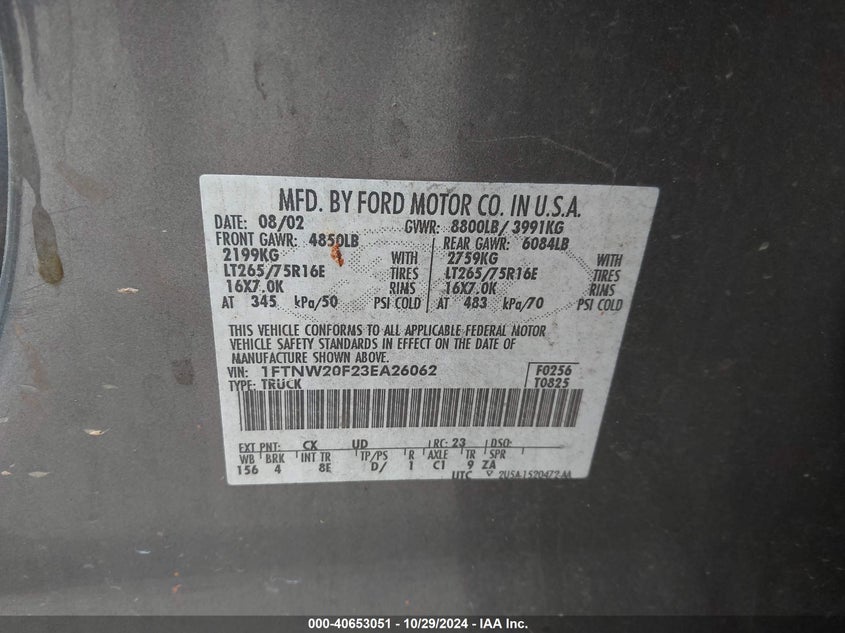 MFD. BY FORD MOTOR CO. IN U.S.A.
DATE: 08/02 GVWR: 8800LB/ 3991KG
FRONT GAWR: 4850LB REAR GAWR: 6084LB
2199KG WITH 2759KG WITH
LT265/75R16E TIRES LT265/75R16E TIRES
16X7.0K RIMS 16X7.0K RIMS
AT 345 kPa/50 PSI COLD AT 483 kPa/70 PSI COLD
THIS VEHICLE CONFORMS TO ALL APPLICABLE FEDERAL MOTOR
VEHICLE SAFETY STANDARDS IN EFFECT ON THE DATE OF
MANUFACTURE SHOWN ABOVE.
VIN: 1FTNW20F23EA26062 F0256
TYPE: TRUCK T0825
EXT PNT: CX UD RC: 23 DSO:
WB BRK INT TR TP/PS R AXLE TR SPR
156 4 8E D/ 1 C1 9 ZA
UTC
000-40653051 - 10/29/2024 - IAA Inc.